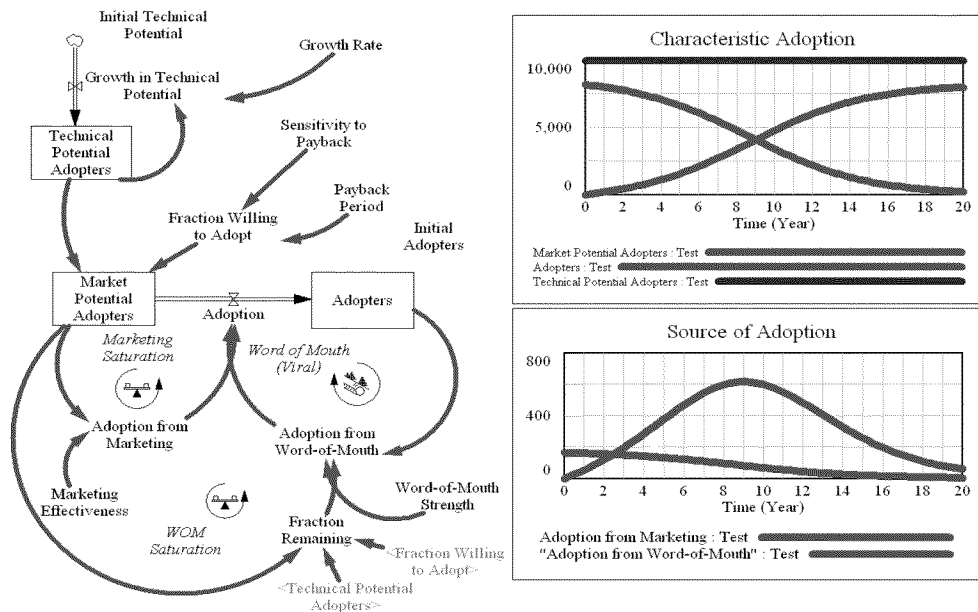 Initial Technical
Potential
Growth Rate
Growth in Technical
Potential
Technical
Potential
Adopters
Sensitivity to
Payback
Payback
Period
Fraction Willing
to Adopt
Initial
Adopters
Market
Potential
Adopters
Adoption
Adopters
Marketing
Saturation
Word of Mouth
(Viral)
Adoption from
Marketing
Adoption from
Word-of-Mouth
Marketing
Effectiveness
WOM
Saturation
Word-of-Mouth
Strength
Fraction
Remaining
<Fraction Willing
to Adopt>
<Technical Potential
Adopters>
Characteristic Adoption
10,000
5,000
0
0 2 4 6 8 10 12 14 16 18 20
Time (Year)
Market Potential Adopters : Test
Adopters : Test
Technical Potential Adopters : Test
Source of Adoption
800
400
0
0 2 4 6 8 10 12 14 16 18 20
Time (Year)
Adoption from Marketing : Test
"Adoption from Word-of-Mouth" : Test